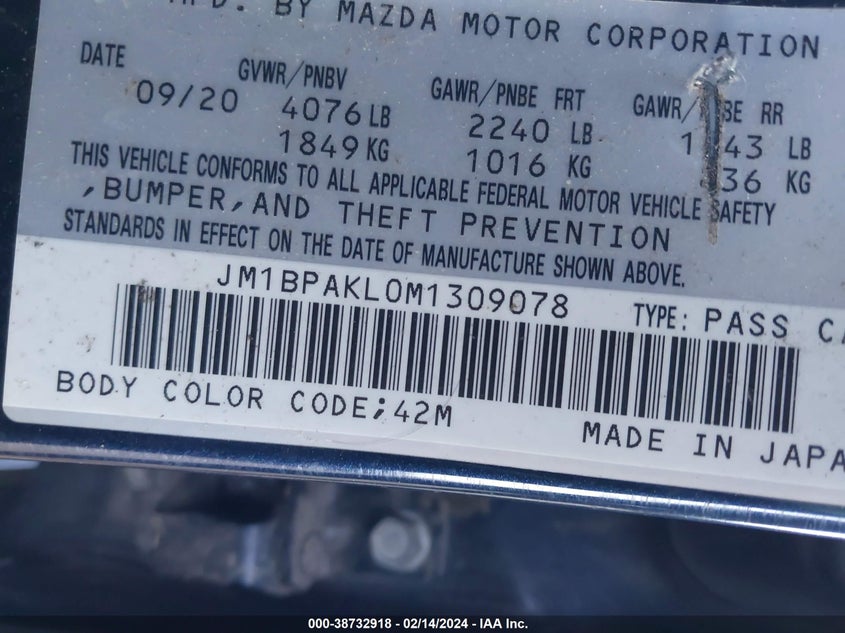 MFD. BY MAZDA MOTOR CORPORATION
DATE GVWR/PNBV GAWR/PNBE FRT RR
09/20 4076 LB 2240 LB LB
1849 KG 1016 KG KG
THIS VEHICLE CONFORMS TO ALL APPLICABLE FEDERAL MOTOR VEHICLE SAFETY
,BUMPER,AND THEFT PREVENTION
STANDARDS IN EFFECT ON THE DATE OF MANUFACTURE SHOWN ABOVE.
JM1BPAKL0M1309078 TYPE: PASS
BODY COLOR CODE;42M
MADE IN JAPA
000-38732918 - 02/14/2024 - IAA Inc.